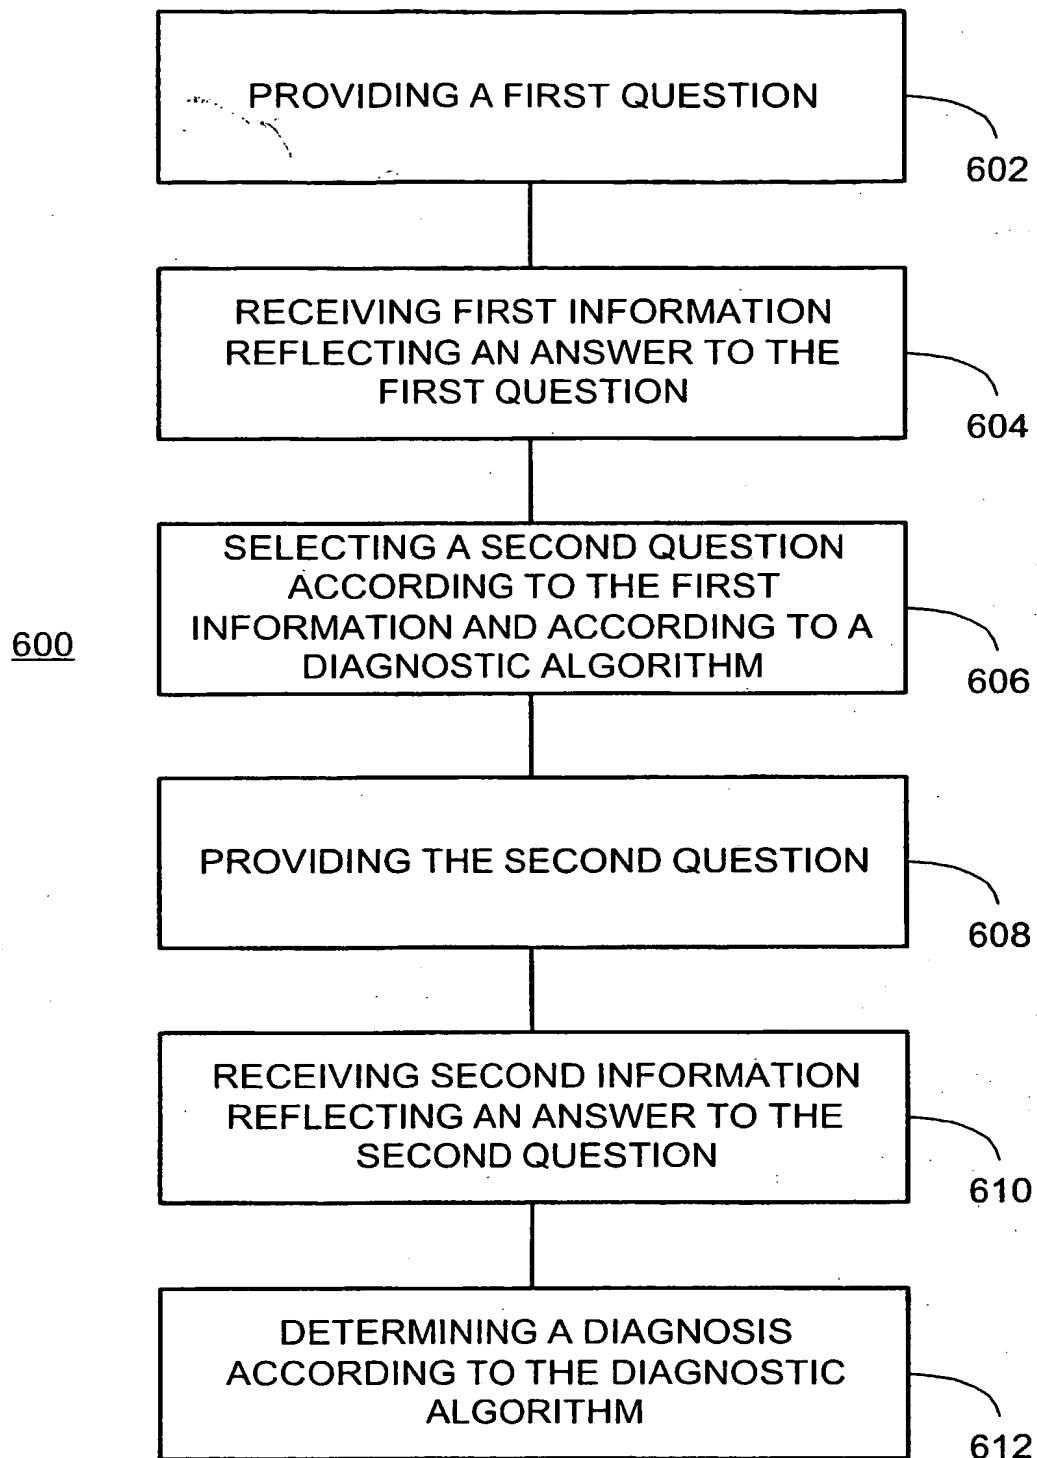 PROVIDING A FIRST QUESTION
602
RECEIVING FIRST INFORMATION
REFLECTING AN ANSWER TO THE
FIRST QUESTION
604
SELECTING A SECOND QUESTION
ACCORDING TO THE FIRST
INFORMATION AND ACCORDING TO A
DIAGNOSTIC ALGORITHM
606
600
PROVIDING THE SECOND QUESTION
608
RECEIVING SECOND INFORMATION
REFLECTING AN ANSWER TO THE
SECOND QUESTION
610
DETERMINING A DIAGNOSIS
ACCORDING TO THE DIAGNOSTIC
ALGORITHM
612